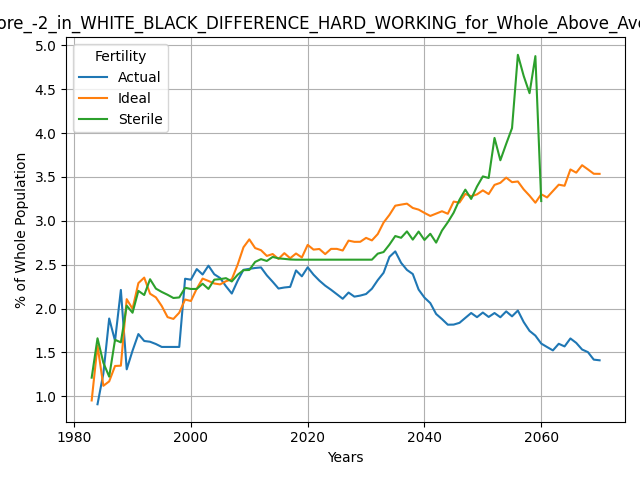 ore_-2_in_WHITE_BLACK_DIFFERENCE_HARD_WORKING_for_Whole_Above_Ave
Fertility
Actual
Ideal
Sterile
% of Whole Population
5.0
4.5
4.0
3.5
3.0
2.5
2.0
1.5
1.0
1980
2000
2020
2040
2060
Years